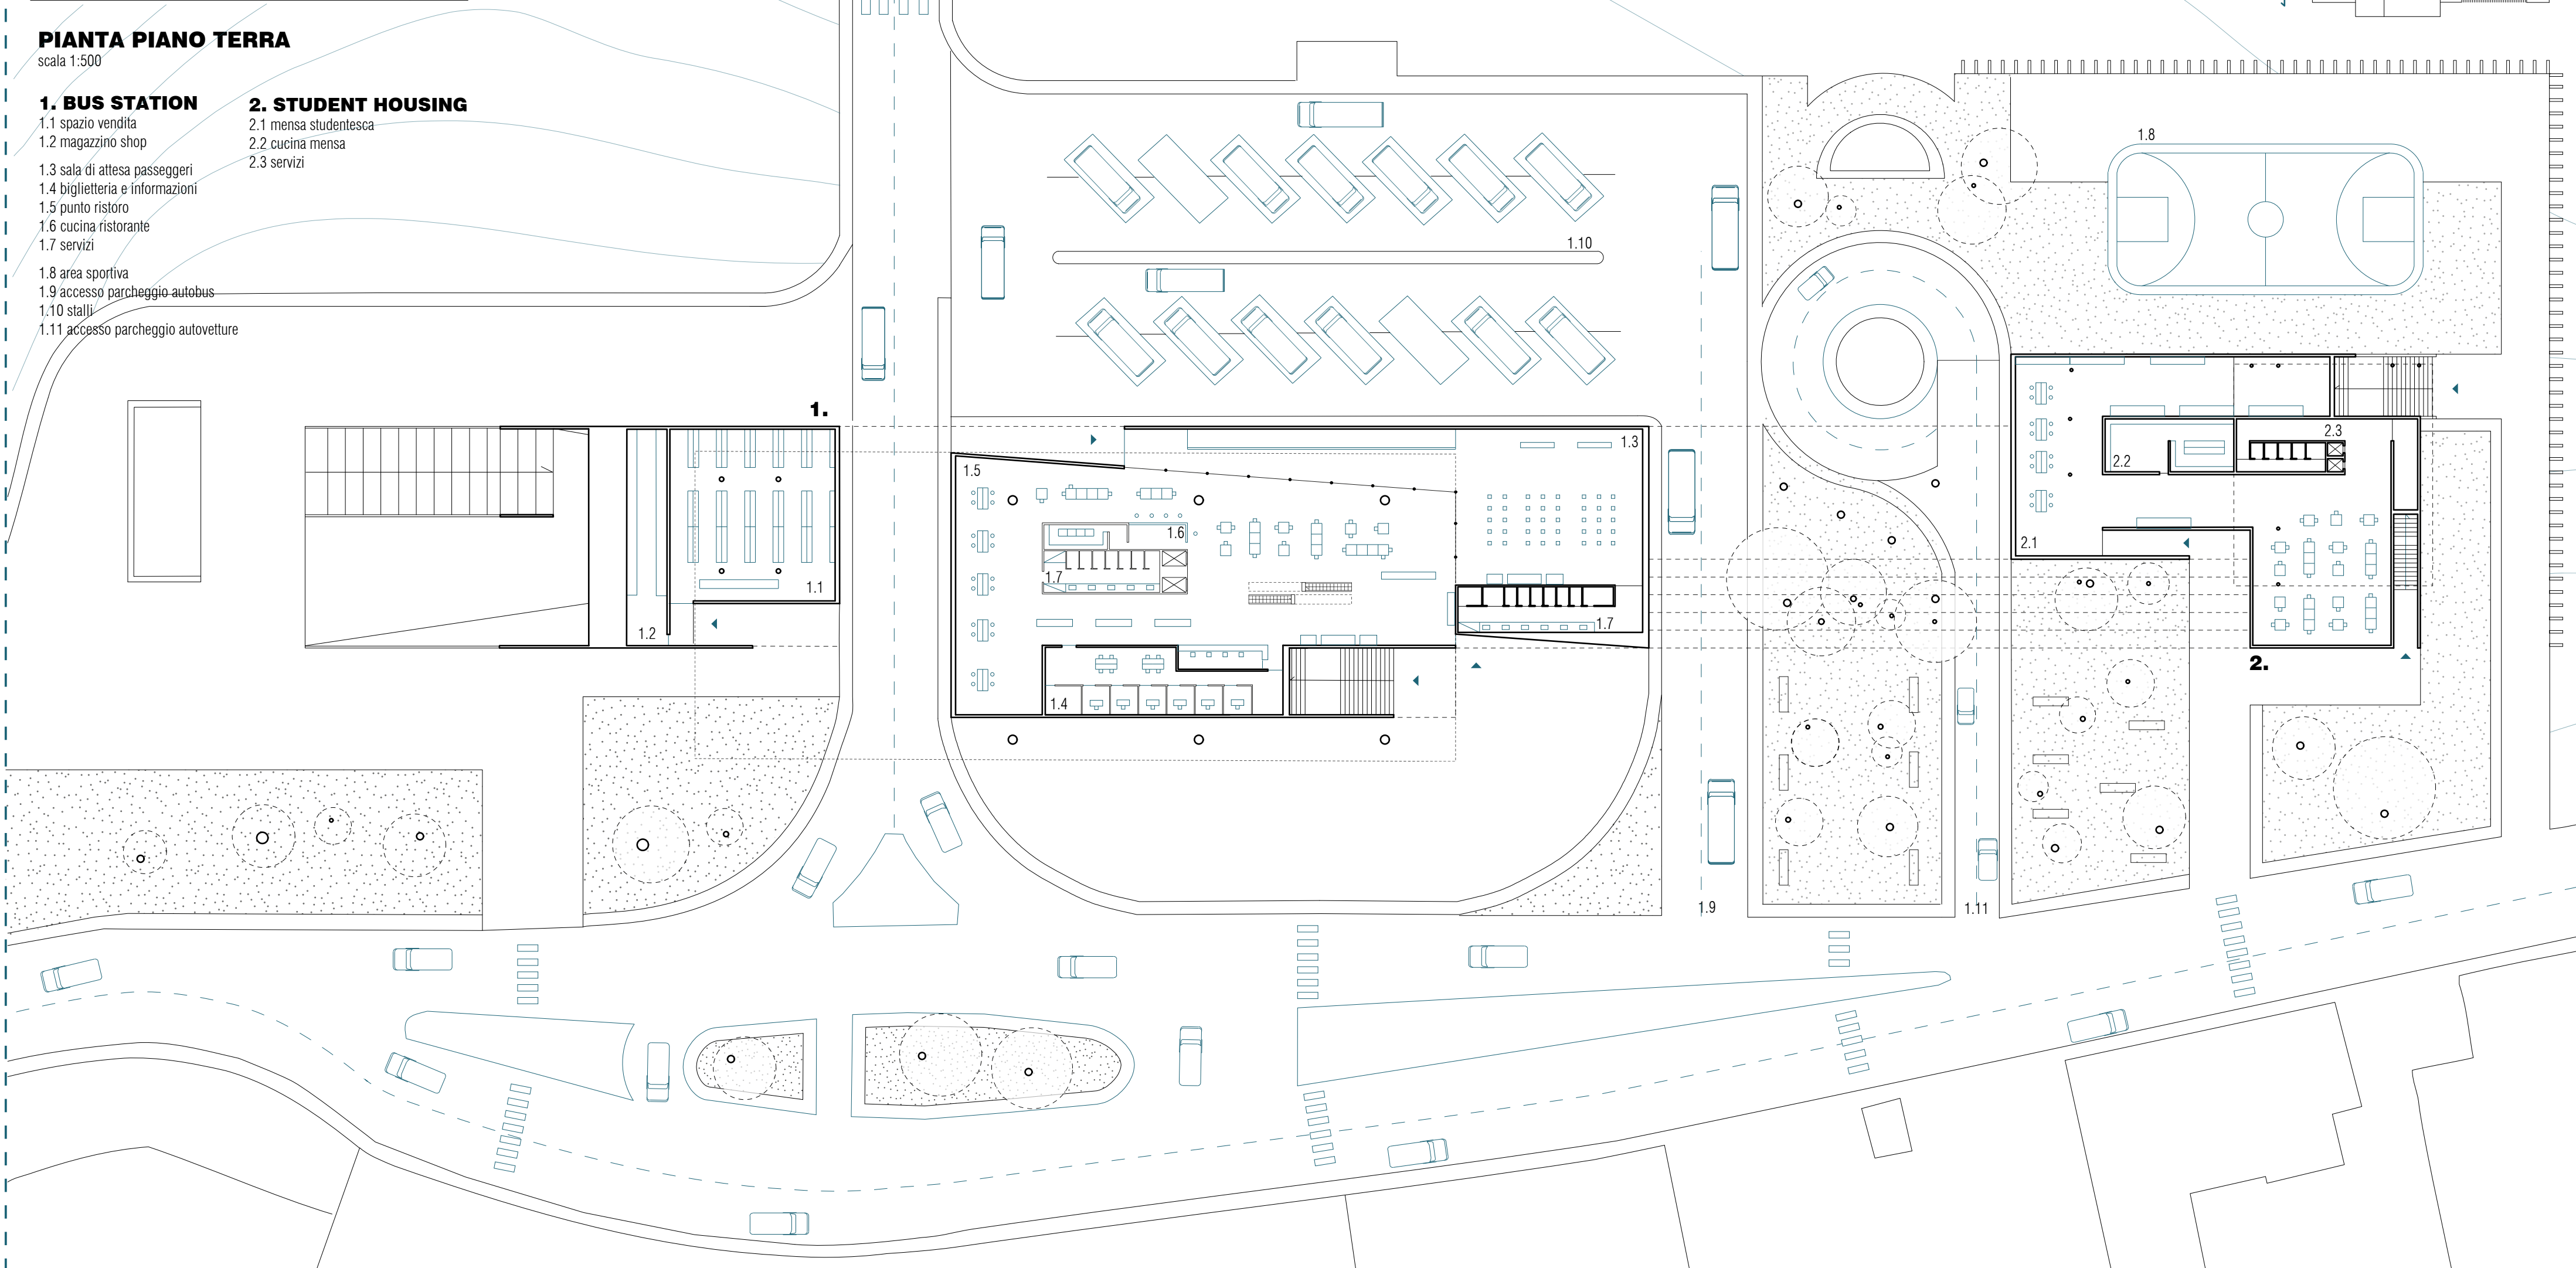 PIANTA PIANO TERRA
scala 1:500
1. BUS STATION
1.1 spazio vendita
1.2 magazzino shop
1.3 sala di attesa passeggeri
1.4 biglietteria e informazioni
1.5 punto ristoro
1.6 cucina ristorante
1.7 servizi
1.8 area sportiva
1.9 accesso parcheggio autobus
1.10 stalli
1.11 accesso parcheggio autovetture
2. STUDENT HOUSING
2.1 mensa studentesca
2.2 cucina mensa
2.3 servizi
1.8
1.10
1.
1.3
2.3
2.2
1.5
1.6
2.1
1.7
1.1
1.7
1.2
2.
1.4
1.9
1.11